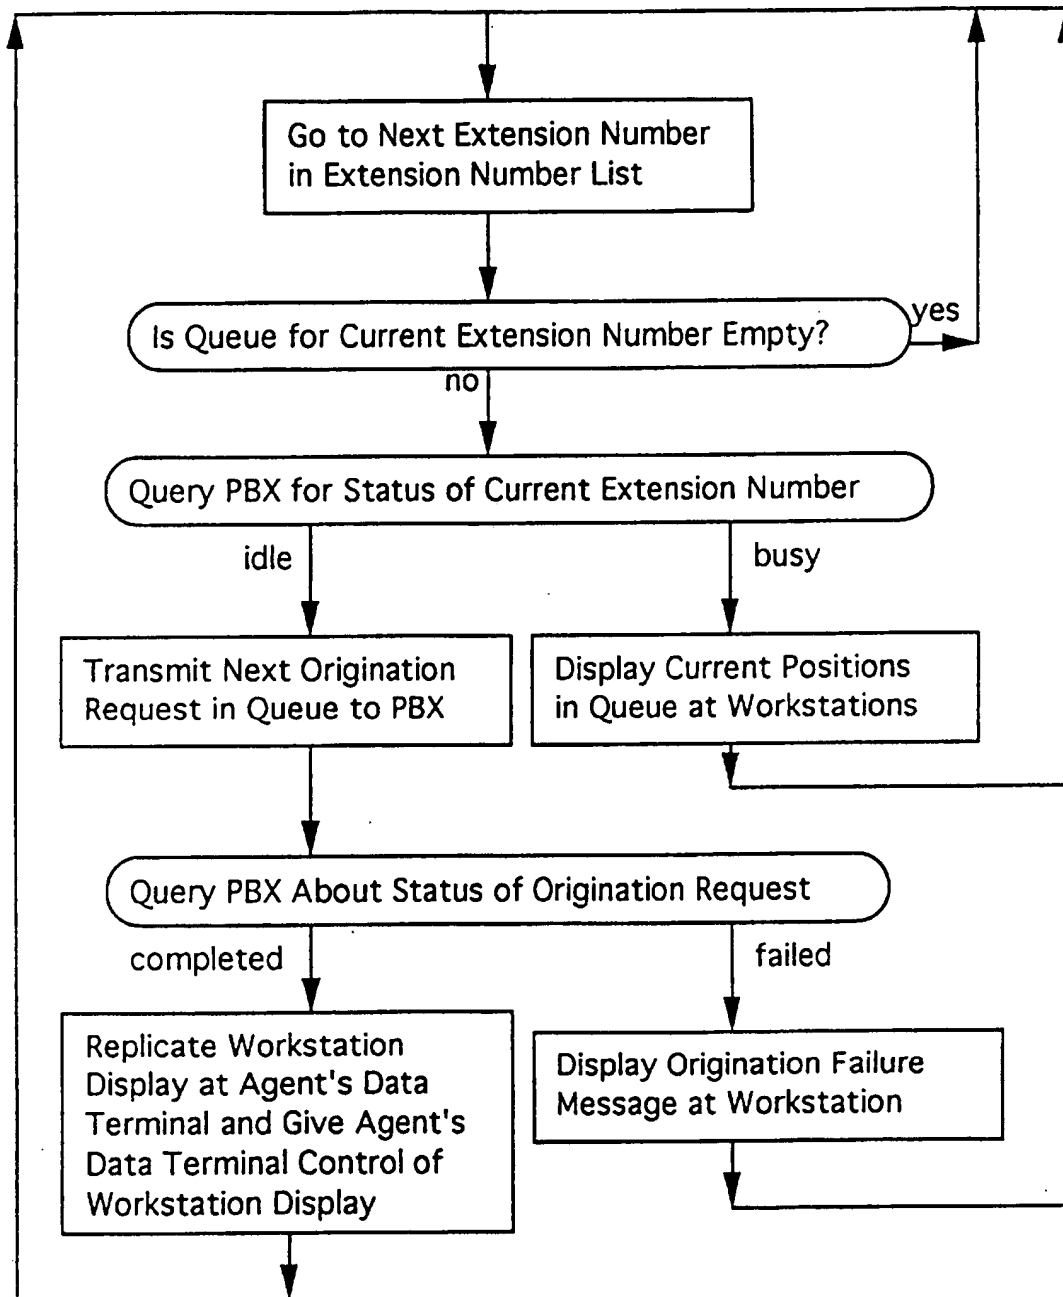 Go to Next Extension Number
in Extension Number List
Is Queue for Current Extension Number Empty?
yes
no
Query PBX for Status of Current Extension Number
idle
busy
Transmit Next Origination
Request in Queue to PBX
Display Current Positions
in Queue at Workstations
Query PBX About Status of Origination Request
completed
failed
Replicate Workstation
Display at Agent's Data
Terminal and Give Agent's
Data Terminal Control of
Workstation Display
Display Origination Failure
Message at Workstation